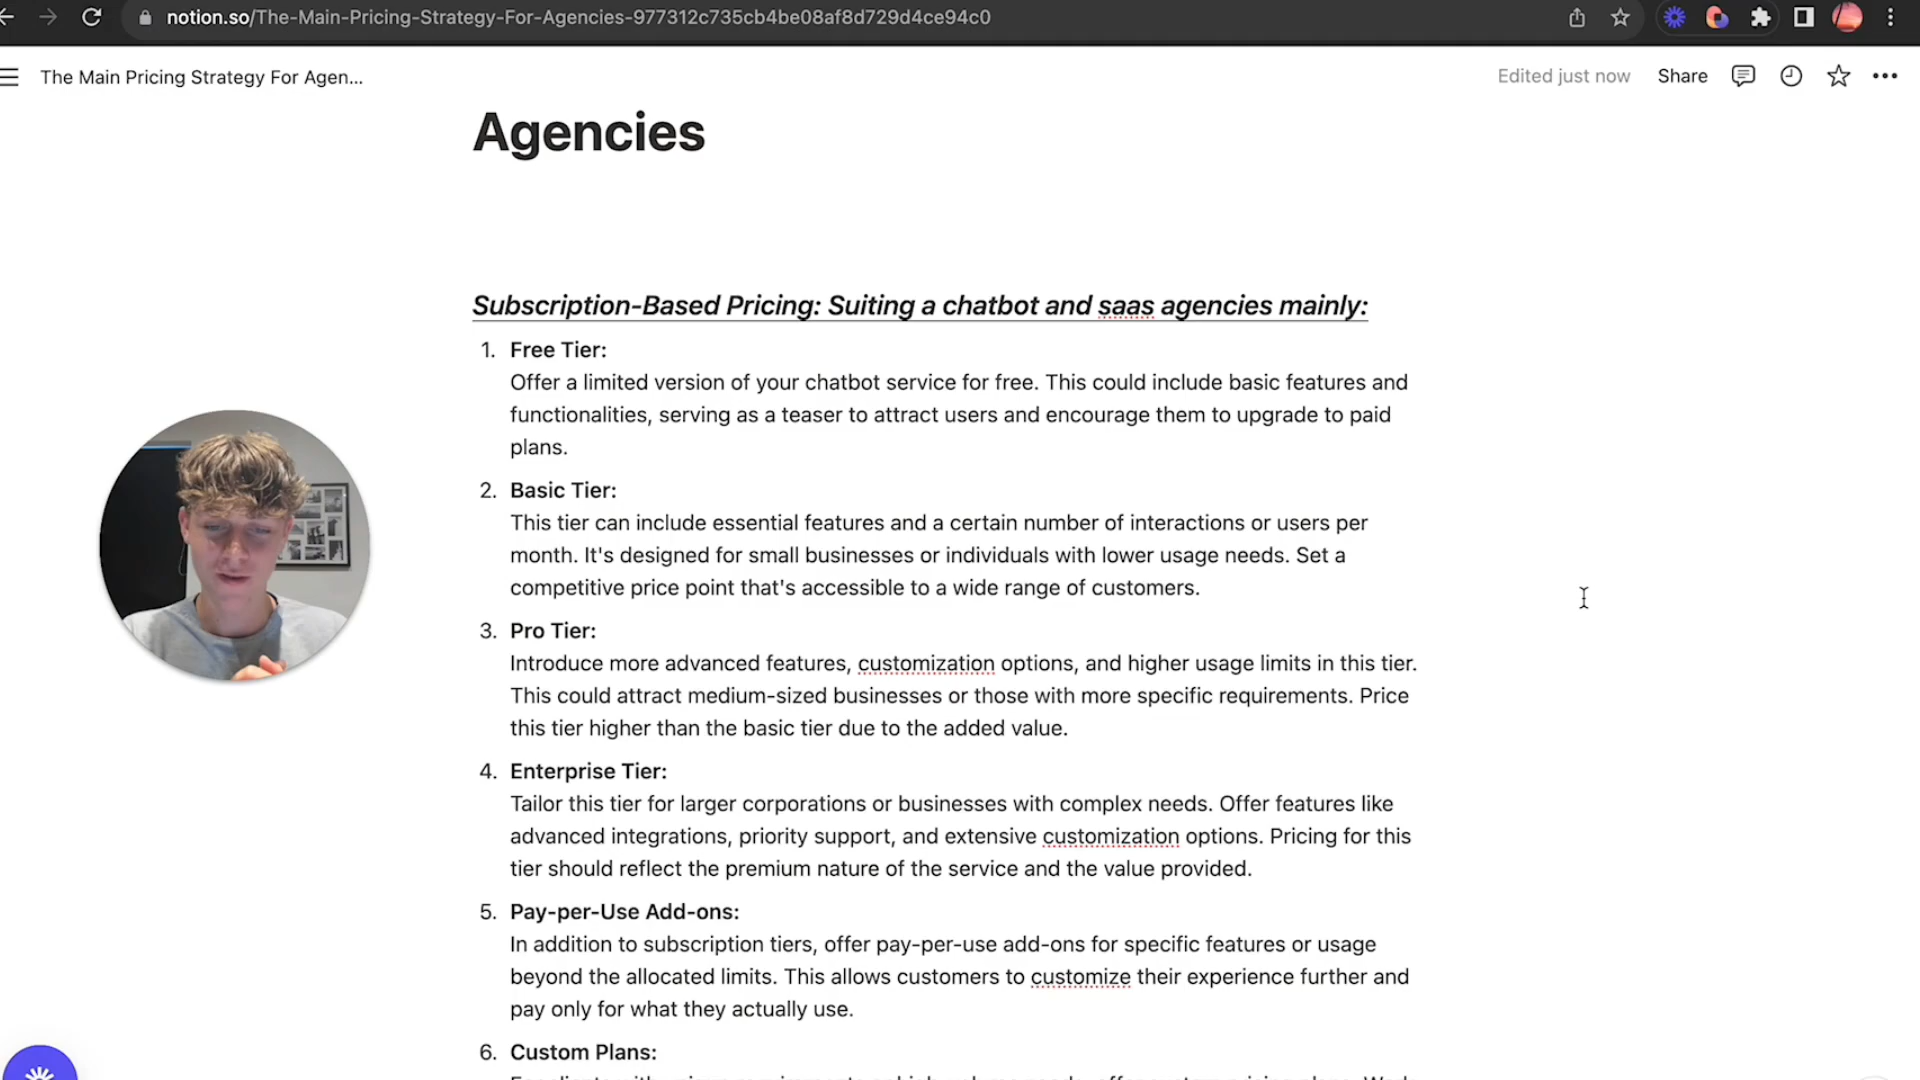 notion.so/The-Main-Pricing-Strategy-For-Agencies-977312c735cb4be08af8d729d4ce94c0
The Main Pricing Strategy For Agen...
Edited just now
Share
Agencies
Subscription-Based Pricing: Suiting a chatbot and saas agencies mainly:
1. Free Tier:
Offer a limited version of your chatbot service for free. This could include basic features and
functionalities, serving as a teaser to attract users and encourage them to upgrade to paid
plans.
2. Basic Tier:
This tier can include essential features and a certain number of interactions or users per
month. It's designed for small businesses or individuals with lower usage needs. Set a
competitive price point that's accessible to a wide range of customers.
3. Pro Tier:
Introduce more advanced features, customization options, and higher usage limits in this tier.
This could attract medium-sized businesses or those with more specific requirements. Price
this tier higher than the basic tier due to the added value.
4. Enterprise Tier:
Tailor this tier for larger corporations or businesses with complex needs. Offer features like
advanced integrations, priority support, and extensive customization options. Pricing for this
tier should reflect the premium nature of the service and the value provided.
5. Pay-per-Use Add-ons:
In addition to subscription tiers, offer pay-per-use add-ons for specific features or usage
beyond the allocated limits. This allows customers to customize their experience further and
pay only for what they actually use.
6. Custom Plans: